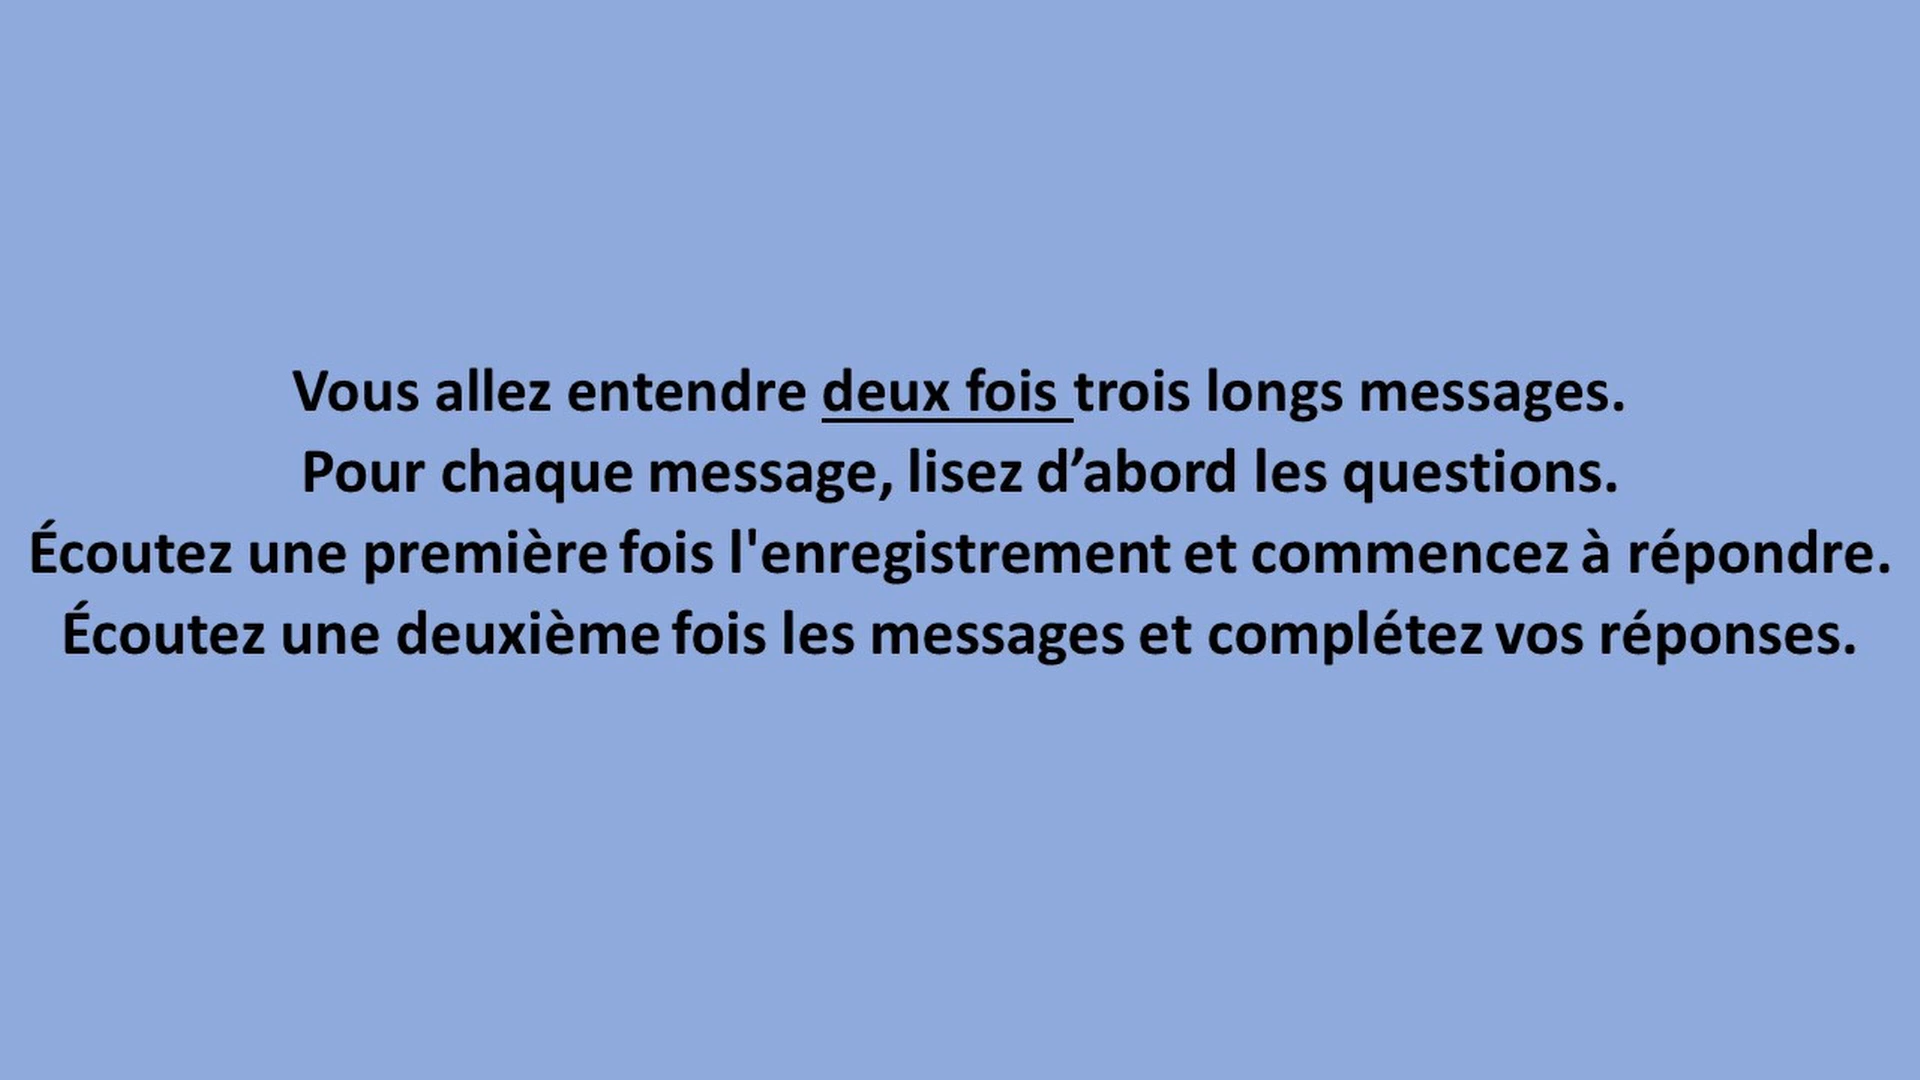 Vous allez entendre deux fois trois longs messages.
Pour chaque message, lisez d’abord les questions.
Écoutez une première fois l'enregistrement et commencez à répondre.
Écoutez une deuxième fois les messages et complétez vos réponses.